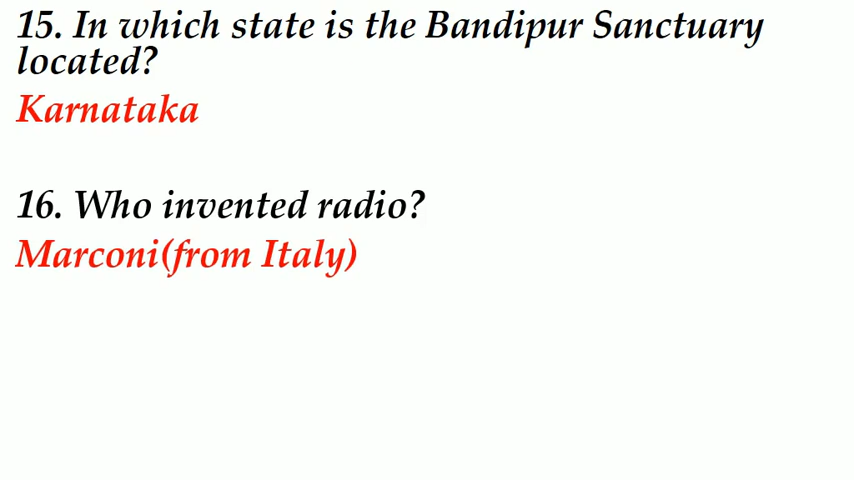 15. In which state is the Bandipur Sanctuary
located?
Karnataka
16. Who invented radio?
Marconi(from Italy)